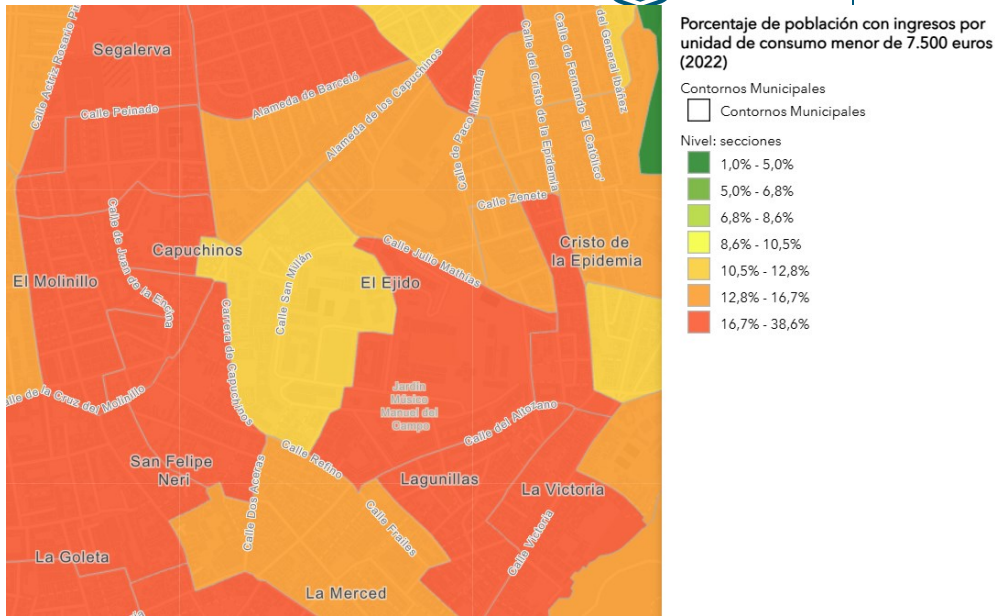 Porcentaje de población con ingresos por
unidad de consumo menor de 7.500 euros
(2022)
Contornos Municipales
Contornos Municipales
Nivel: secciones
1,0% - 5,0%
5,0% - 6,8%
6,8% - 8,6%
8,6% - 10,5%
10,5% - 12,8%
12,8% - 16,7%
16,7% - 38,6%
Segalerva
Calle Actriz Rosario Pi
Calle Peinado
Alameda de Barceló
Alameda de los Capuchinos
Calle de Paco Miranda
Calle del Cristo de la Epidemia
Calle de Fernando 'El Católico'
del General Ibáñez
Calle Zenete
Capuchinos
Calle de Juan de la Encina
El Molinillo
Calle San Millán
El Ejido
Calle Julio Mathías
Cristo de
la Epidemia
Carrera de Capuchinos
alle de la Cruz del Molinillo
Jardín
Músico
Manuel del
Campo
Calle del Altozano
San Felipe
Neri
Calle Refino
Calle Dos Aceras
Lagunillas
La Victoria
Calle Frailes
Calle Victoria
La Goleta
La Merced